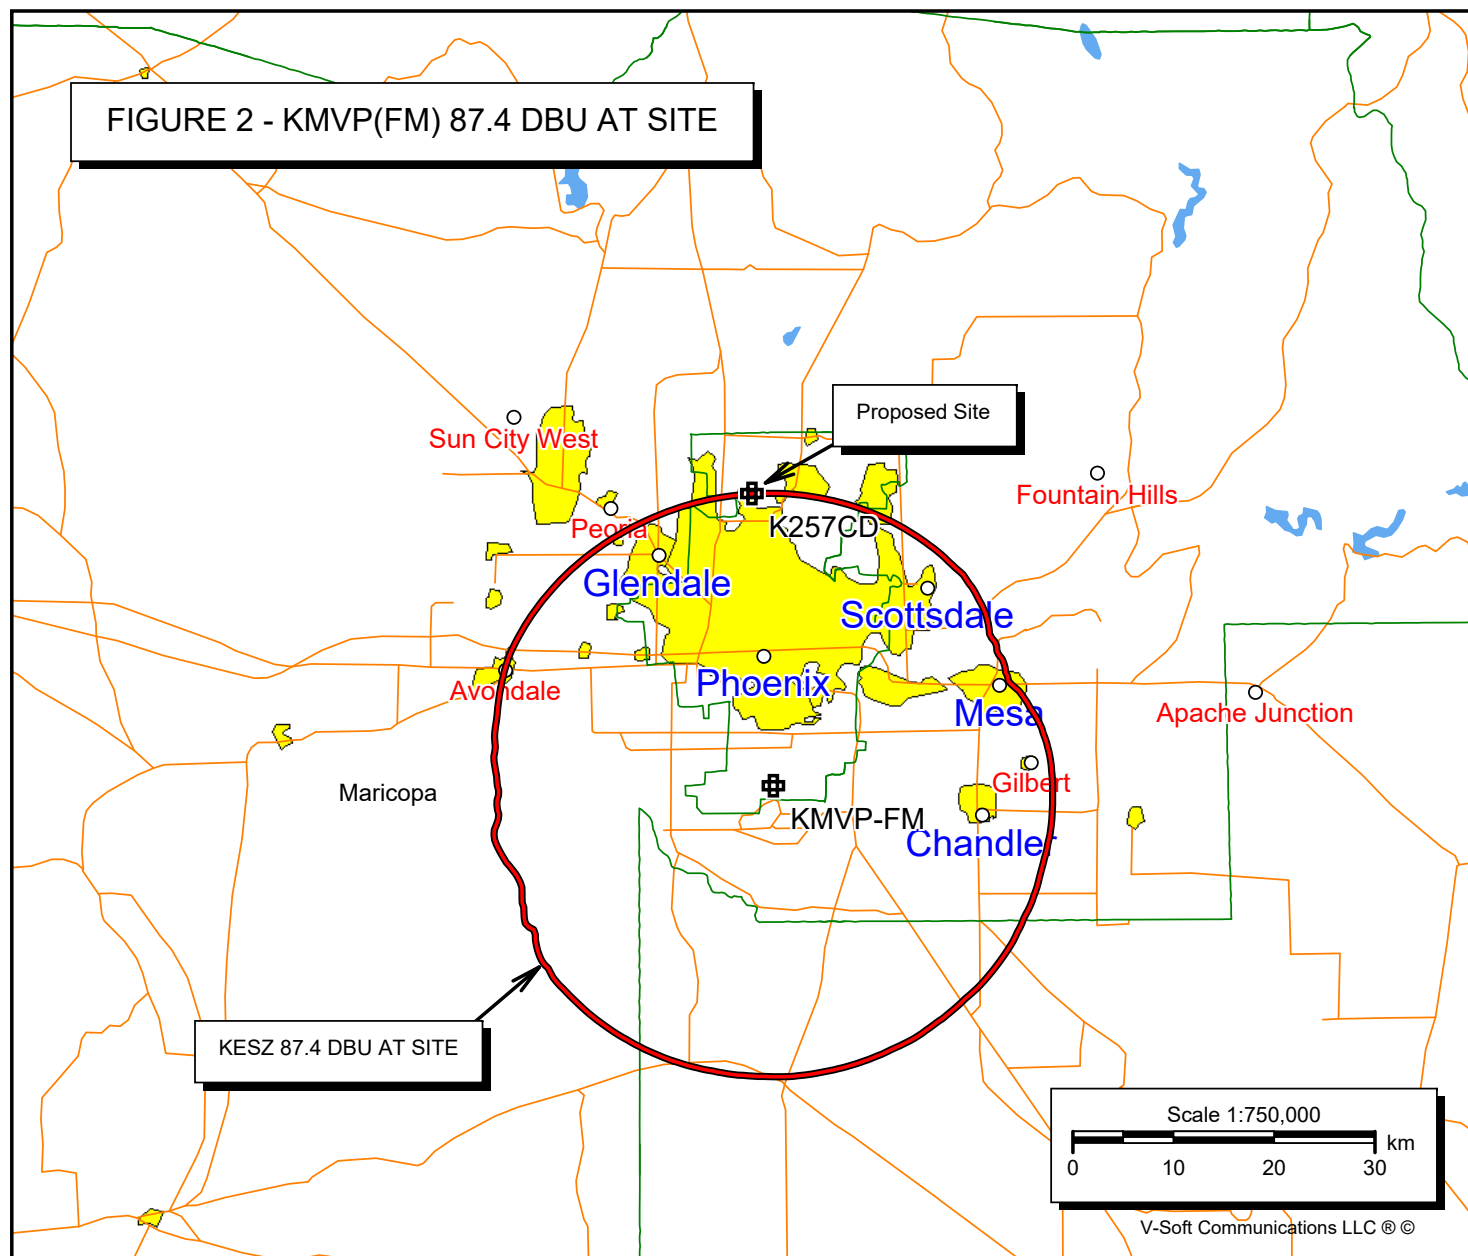 FIGURE 2 - KMVP(FM) 87.4 DBU AT SITE
Proposed Site
Sun City West
Fountain Hills
Peoria
K257CD
Glendale
Scottsdale
Phoenix
Avondale
Mesa
Apache Junction
Maricopa
Gilbert
KMVP-FM
Chandler
KESZ 87.4 DBU AT SITE
Scale 1:750,000
km
0 10 20 30
V-Soft Communications LLC ® ©